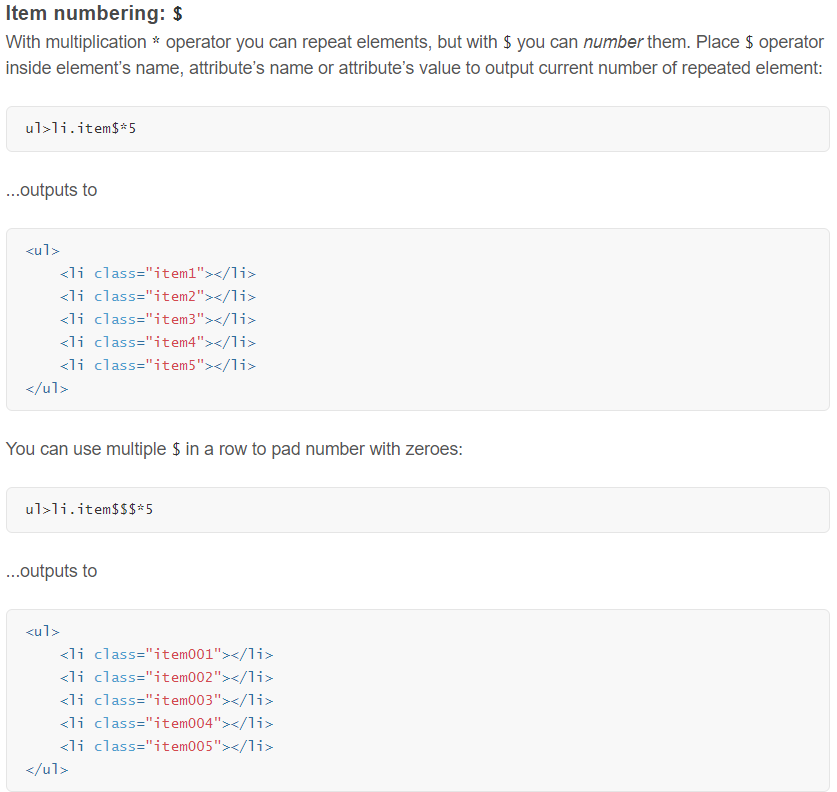 Item numbering: $
With multiplication * operator you can repeat elements, but with $ you can number them. Place $ operator
inside element’s name, attribute’s name or attribute’s value to output current number of repeated element:
ul>li.item$*5
...outputs to
<ul>
    <li class="item1"></li>
    <li class="item2"></li>
    <li class="item3"></li>
    <li class="item4"></li>
    <li class="item5"></li>
</ul>
You can use multiple $ in a row to pad number with zeroes:
ul>li.item$$$*5
...outputs to
<ul>
    <li class="item001"></li>
    <li class="item002"></li>
    <li class="item003"></li>
    <li class="item004"></li>
    <li class="item005"></li>
</ul>